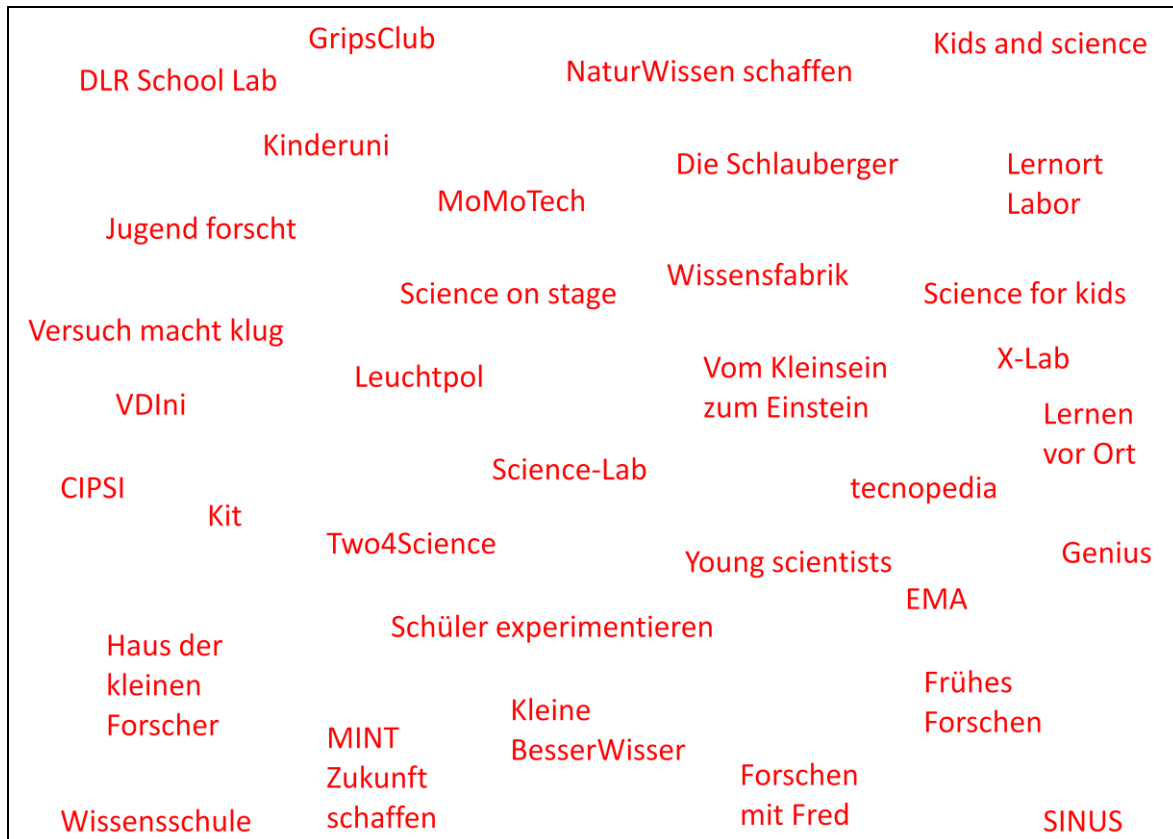 GripsClub
Kids and science
DLR School Lab
NaturWissen schaffen
Kinderuni
Die Schlauberger
Lernort
Labor
MoMoTech
Jugend forscht
Wissensfabrik
Science on stage
Science for kids
Versuch macht klug
Leuchtpol
Vom Kleinsein
zum Einstein
X-Lab
VDIni
Lernen
vor Ort
Science-Lab
CIPSI
tecnopedia
Kit
Two4Science
Young scientists
Genius
EMA
Schüler experimentieren
Haus der
kleinen
Forscher
Frühes
Forschen
Kleine
BesserWisser
MINT
Zukunft
schaffen
Forschen
mit Fred
Wissensschule
SINUS